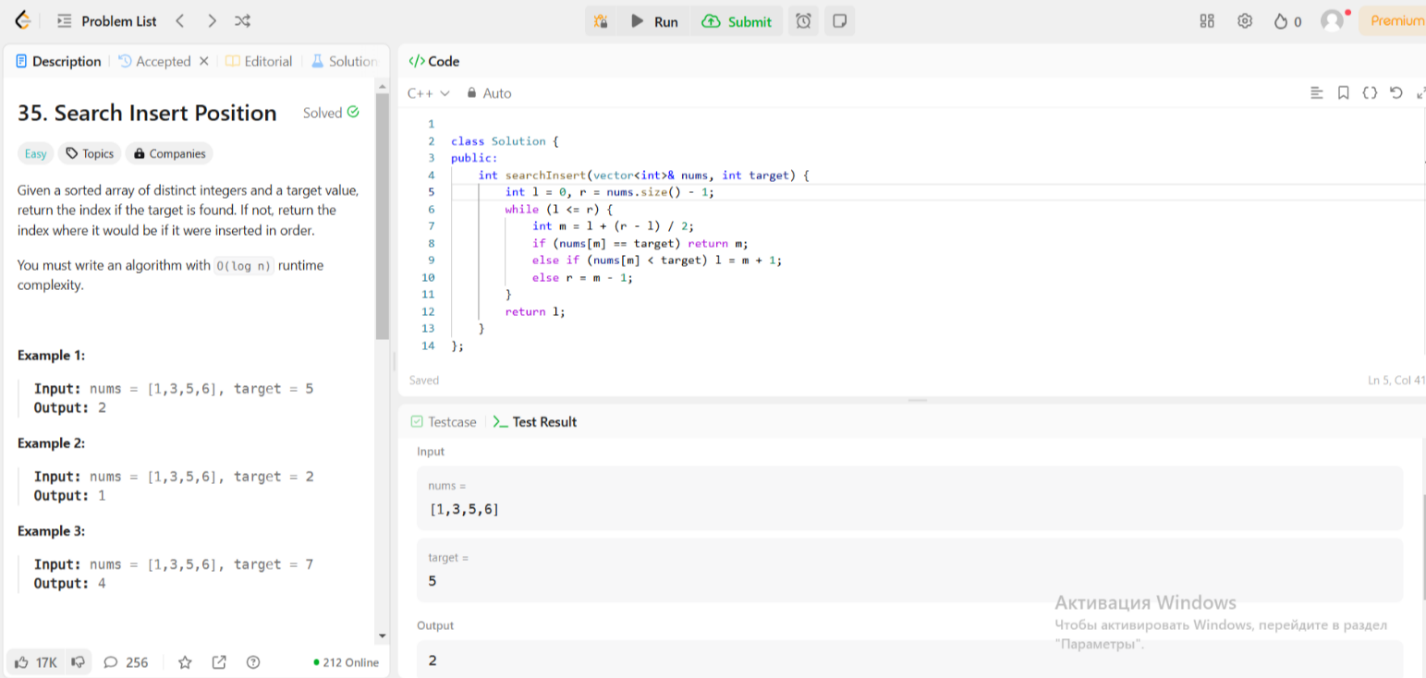 Problem List
Run
Submit
0
Premium
Description
Accepted
Editorial
Solution
35. Search Insert Position
Solved
Easy
Topics
Companies
Given a sorted array of distinct integers and a target value,
return the index if the target is found. If not, return the
index where it would be if it were inserted in order.
You must write an algorithm with O(log n) runtime
complexity.
Example 1:
Input: nums = [1,3,5,6], target = 5
Output: 2
Example 2:
Input: nums = [1,3,5,6], target = 2
Output: 1
Example 3:
Input: nums = [1,3,5,6], target = 7
Output: 4
17K
256
212 Online
</> Code
C++
Auto
1
2 class Solution {
3 public:
4 int searchInsert(vector<int>& nums, int target) {
5 int l = 0, r = nums.size() - 1;
6 while (l <= r) {
7 int m = l + (r - l) / 2;
8 if (nums[m] == target) return m;
9 else if (nums[m] < target) l = m + 1;
10 else r = m - 1;
11 }
12 return l;
13 }
14 };
Saved
Ln 5, Col 41
Testcase
>_ Test Result
Input
nums =
[1,3,5,6]
target =
5
Output
2
Активация Windows
Чтобы активировать Windows, перейдите в раздел
"Параметры".